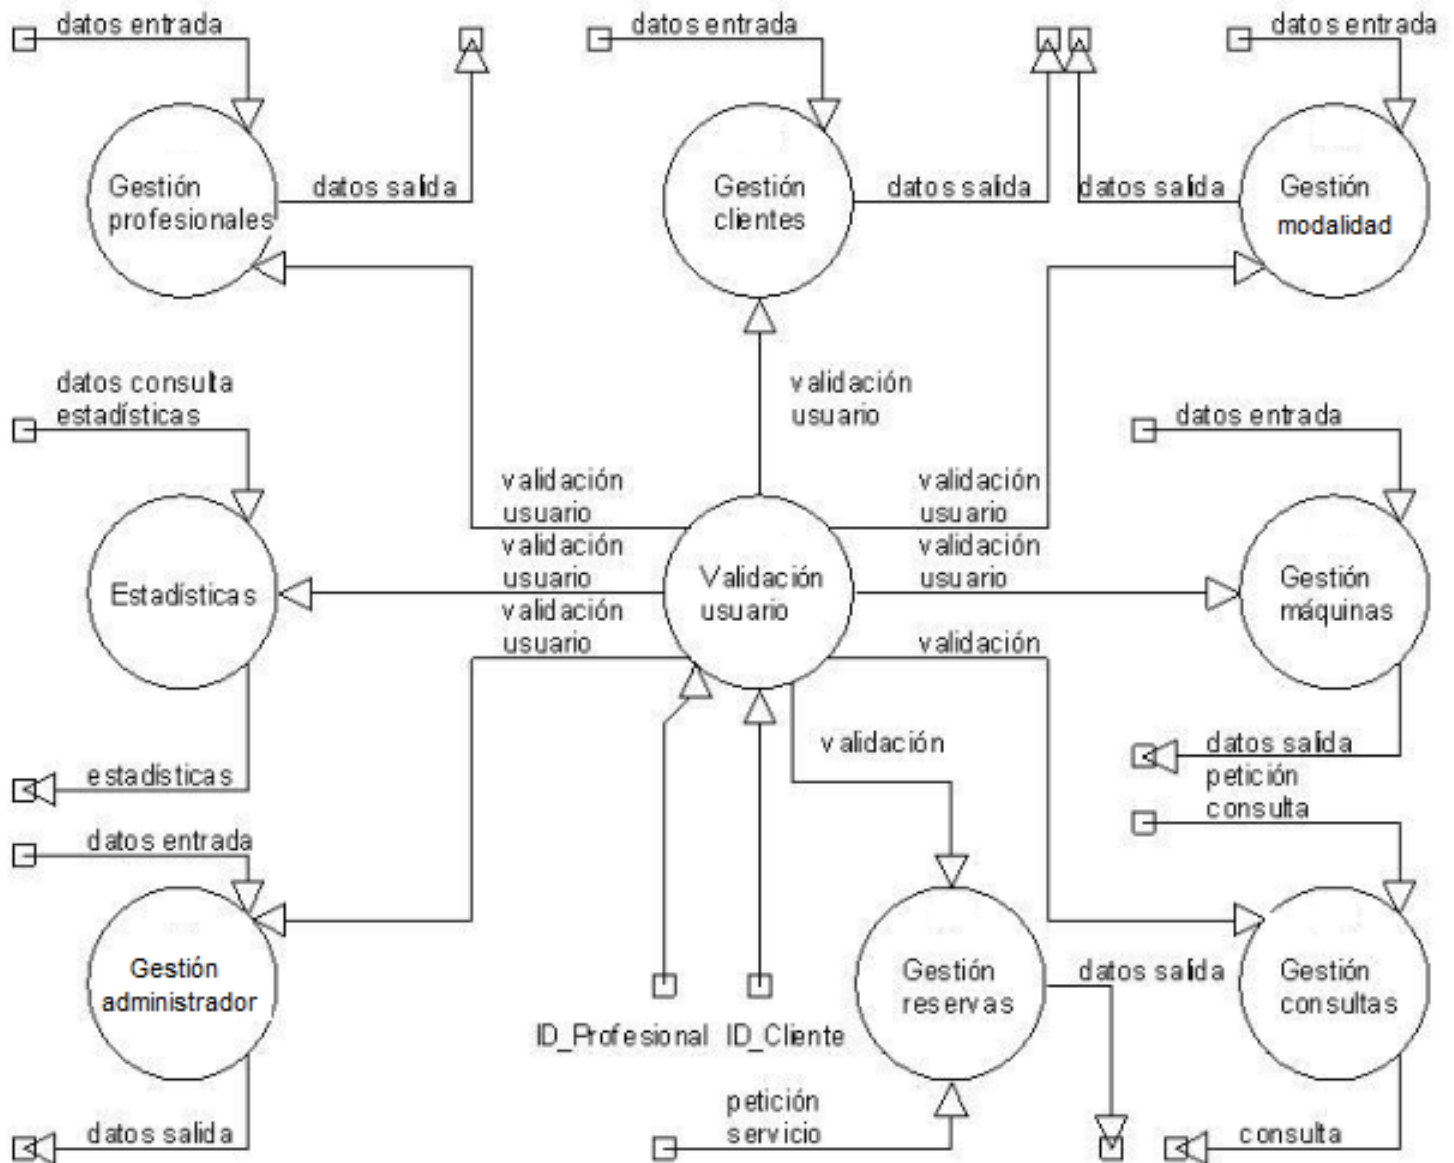 datos entrada
datos entrada
datos entrada
Gestión
profesionales
datos salida
Gestión
clientes
datos salida
datos salida
Gestión
modalidad
datos consulta
estadísticas
validación
usuario
datos entrada
validación
usuario
validación
usuario
validación
usuario
validación
usuario
Estadísticas
Validación
usuario
Gestión
máquinas
validación
usuario
validación
validación
datos salida
estadísticas
petición
consulta
datos entrada
Gestión
administrador
Gestión
reservas
datos salida
Gestión
consultas
ID_Profesional
ID_Cliente
petición
servicio
datos salida
consulta